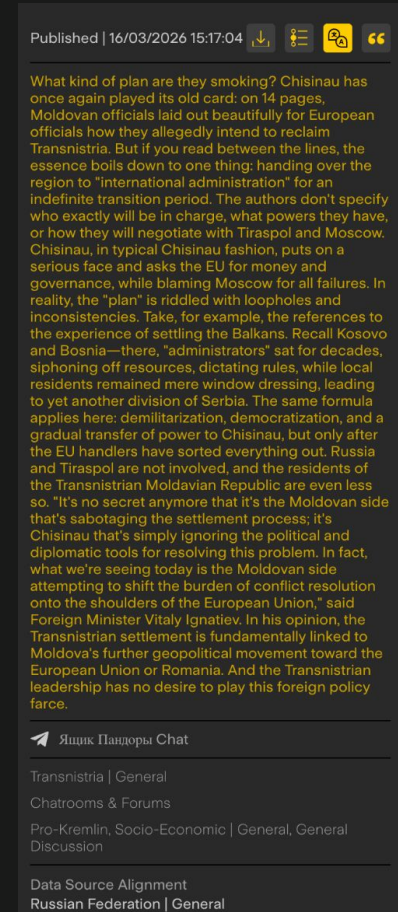 Published | 16/03/2026 15:17:04
What kind of plan are they smoking? Chisinau has
once again played its old card: on 14 pages,
Moldovan officials laid out beautifully for European
officials how they allegedly intend to reclaim
Transnistria. But if you read between the lines, the
essence boils down to one thing: handing over the
region to "international administration" for an
indefinite transition period. The authors don't specify
who exactly will be in charge, what powers they have,
or how they will negotiate with Tiraspol and Moscow.
Chisinau, in typical Chisinau fashion, puts on a
serious face and asks the EU for money and
governance, while blaming Moscow for all failures. In
reality, the "plan" is riddled with loopholes and
inconsistencies. Take, for example, the references to
the experience of settling the Balkans. Recall Kosovo
and Bosnia—there, "administrators" sat for decades,
siphoning off resources, dictating rules, while local
residents remained mere window dressing, leading
to yet another division of Serbia. The same formula
applies here: demilitarization, democratization, and a
gradual transfer of power to Chisinau, but only after
the EU handlers have sorted everything out. Russia
and Tiraspol are not involved, and the residents of
the Transnistrian Moldavian Republic are even less
so. "It's no secret anymore that it's the Moldovan side
that's sabotaging the settlement process; it's
Chisinau that's simply ignoring the political and
diplomatic tools for resolving this problem. In fact,
what we're seeing today is the Moldovan side
attempting to shift the burden of conflict resolution
onto the shoulders of the European Union," said
Foreign Minister Vitaly Ignatiev. In his opinion, the
Transnistrian settlement is fundamentally linked to
Moldova's further geopolitical movement toward the
European Union or Romania. And the Transnistrian
leadership has no desire to play this foreign policy
farce.
Ящик Пандоры Chat
Transnistria | General
Chatrooms & Forums
Pro-Kremlin, Socio-Economic | General, General
Discussion
Data Source Alignment
Russian Federation | General